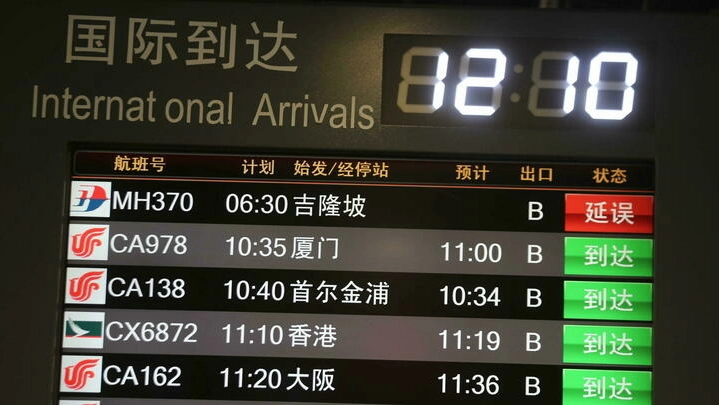 国际到达
12:10
International Arrivals
航班号 计划 始发/经停站 预计 出口 状态
MH370 06:30 吉隆坡 B 延误
CA978 10:35 厦门 11:00 B 到达
CA138 10:40 首尔金浦 10:34 B 到达
CX6872 11:10 香港 11:19 B 到达
CA162 11:20 大阪 11:36 B 到达